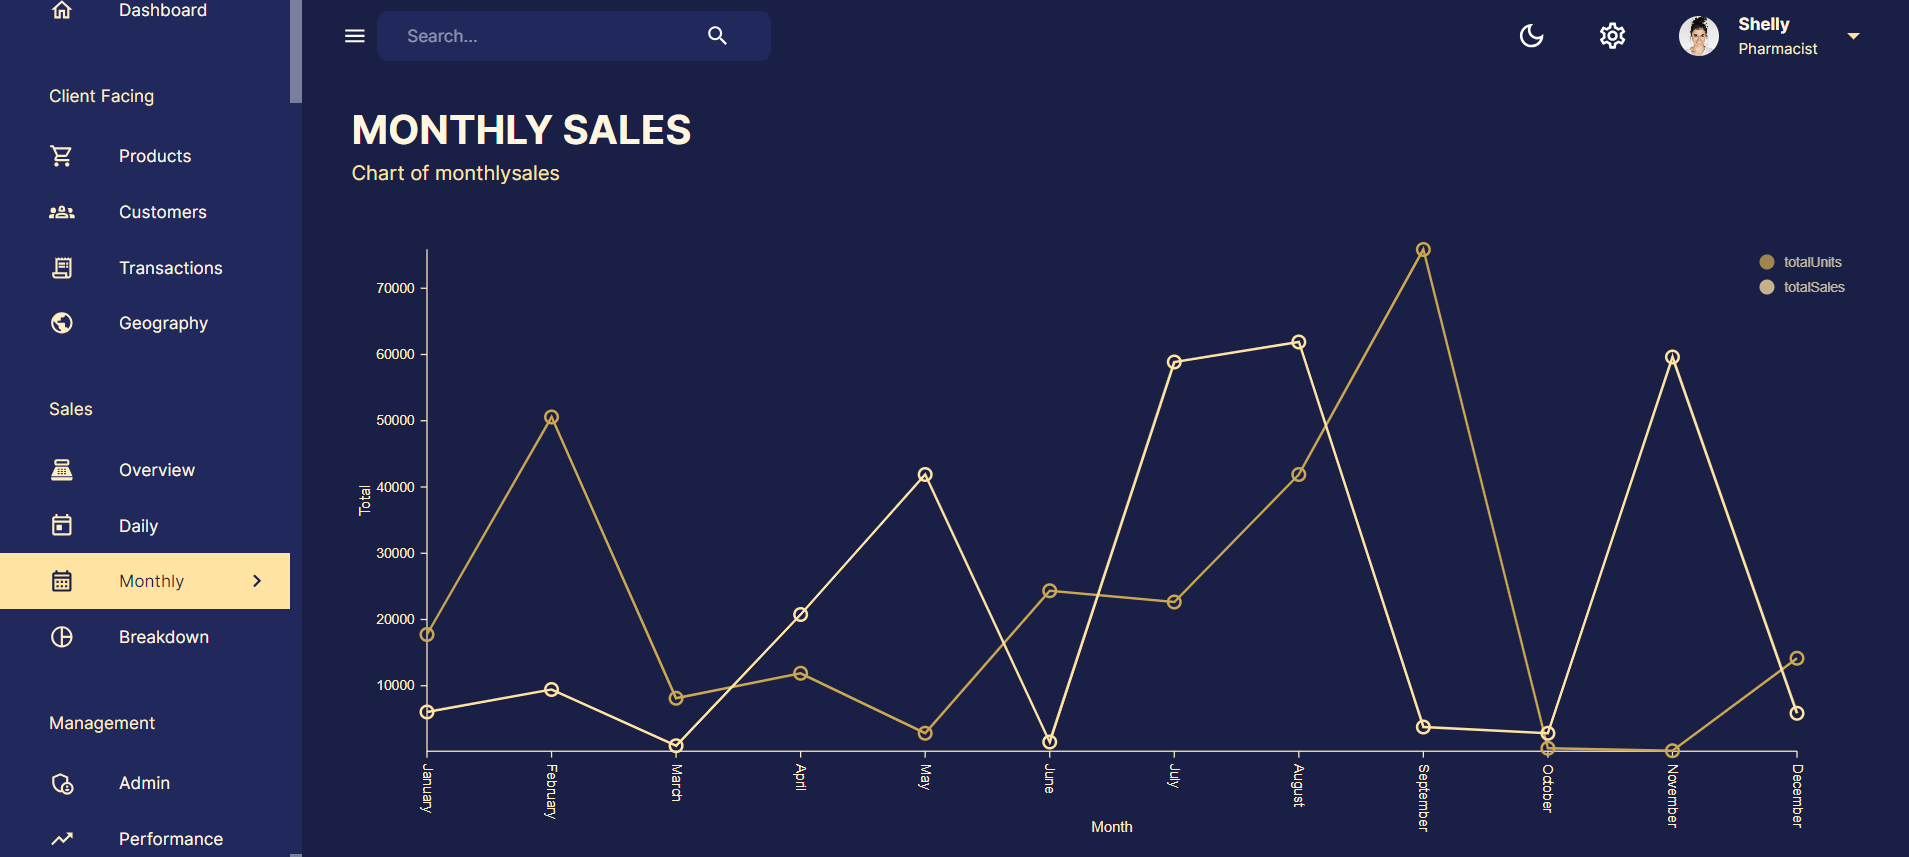 Dashboard
Client Facing
Products
Customers
Transactions
Geography
Sales
Overview
Daily
Monthly
Breakdown
Management
Admin
Performance
Search...
Shelly
Pharmacist
MONTHLY SALES
Chart of monthlysales
totalUnits
totalSales
Total
70000
60000
50000
40000
30000
20000
10000
January
February
March
April
May
June
July
August
September
October
November
December
Month